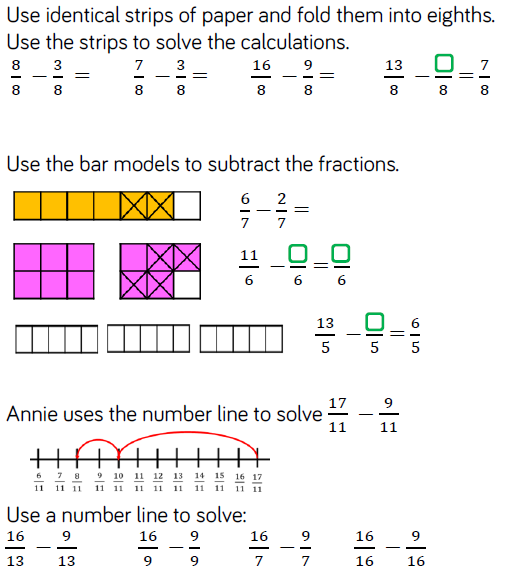 Use identical strips of paper and fold them into eighths.
Use the strips to solve the calculations.
8/8 − 3/8 =    7/8 − 3/8 =    16/8 − 9/8 =    13/8 − □/8 = 7/8
Use the bar models to subtract the fractions.
6/7 − 2/7 =
11/6 − □/6 = □/6
13/5 − □/5 = 6/5
Annie uses the number line to solve 17/11 − 9/11
6/11 7/11 8/11 9/11 10/11 11/11 12/11 13/11 14/11 15/11 16/11 17/11
Use a number line to solve:
16/13 − 9/13    16/9 − 9/9    16/7 − 9/7    16/16 − 9/16